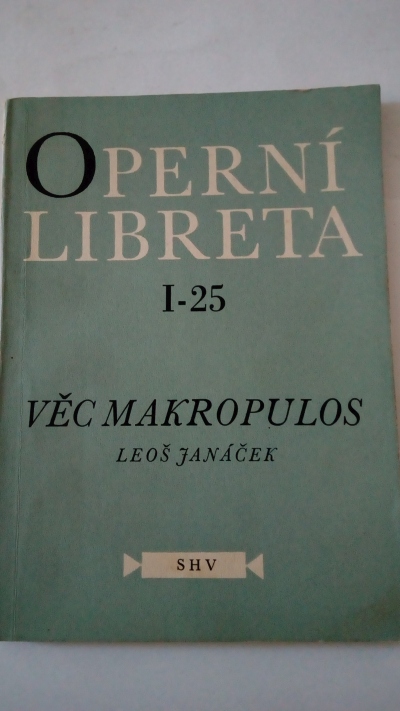 OPERNÍ
LIBRETA
I-25
VĚC MAKROPULOS
LEOŠ JANÁČEK
SHV